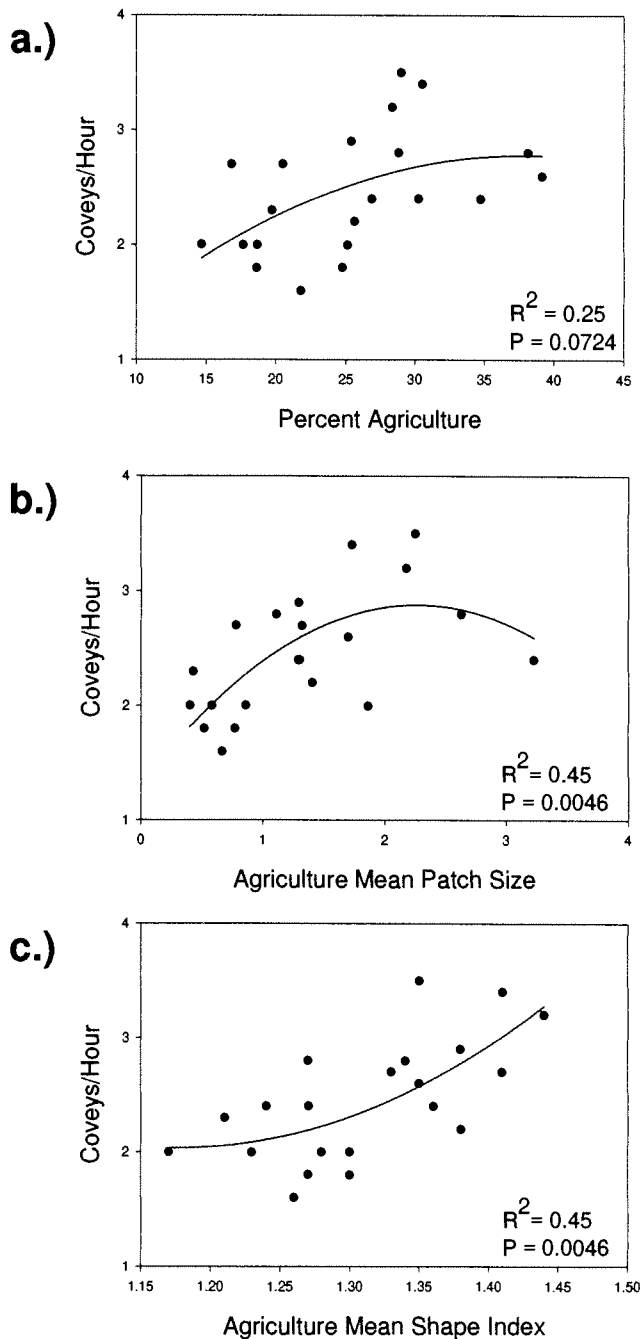 a.)
4
3
2
1
Coveys/Hour
R2 = 0.25
P = 0.0724
10 15 20 25 30 35 40 45
Percent Agriculture
b.)
4
3
2
1
Coveys/Hour
R2 = 0.45
P = 0.0046
0 1 2 3 4
Agriculture Mean Patch Size
c.)
4
3
2
1
Coveys/Hour
R2 = 0.45
P = 0.0046
1.15 1.20 1.25 1.30 1.35 1.40 1.45 1.50
Agriculture Mean Shape Index